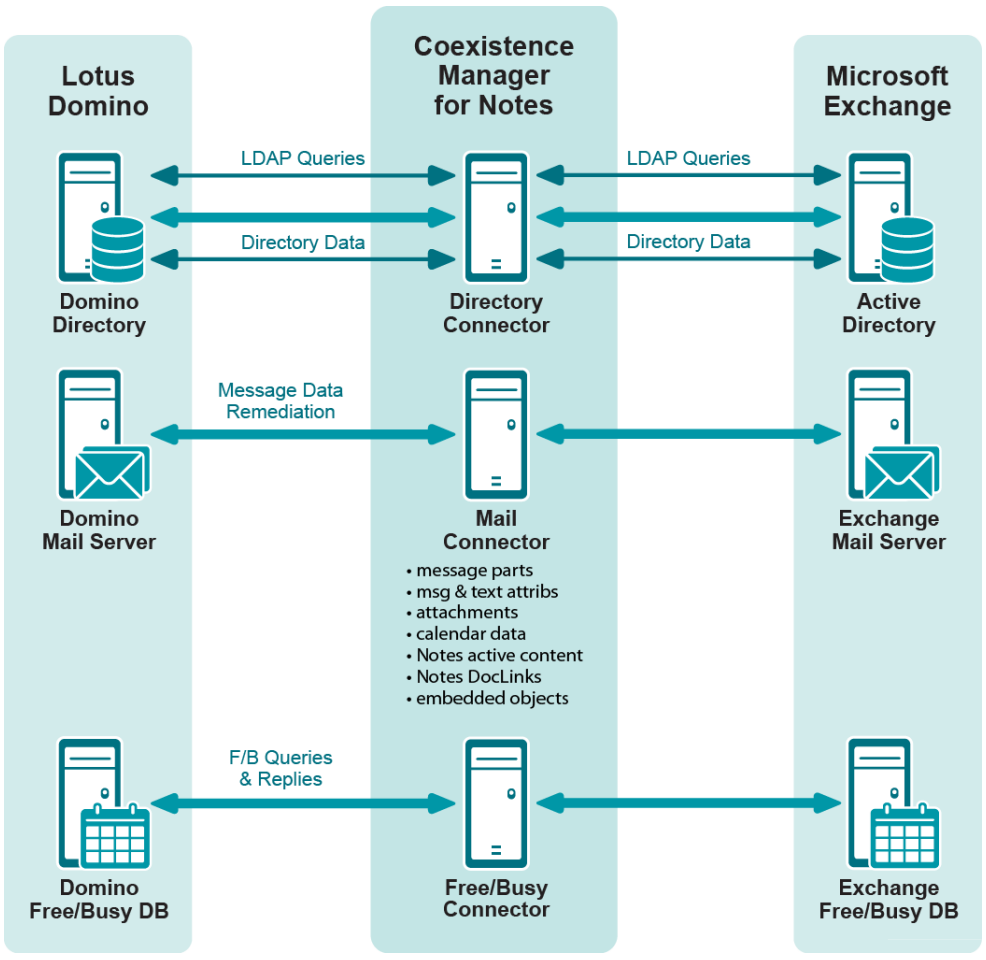 Lotus
Domino
Coexistence
Manager
for Notes
Microsoft
Exchange
LDAP Queries
LDAP Queries
Directory Data
Directory Data
Domino
Directory
Directory
Connector
Active
Directory
Message Data
Remediation
Domino
Mail Server
Mail
Connector
Exchange
Mail Server
• message parts
• msg & text attribs
• attachments
• calendar data
• Notes active content
• Notes DocLinks
• embedded objects
F/B Queries
& Replies
Domino
Free/Busy DB
Free/Busy
Connector
Exchange
Free/Busy DB